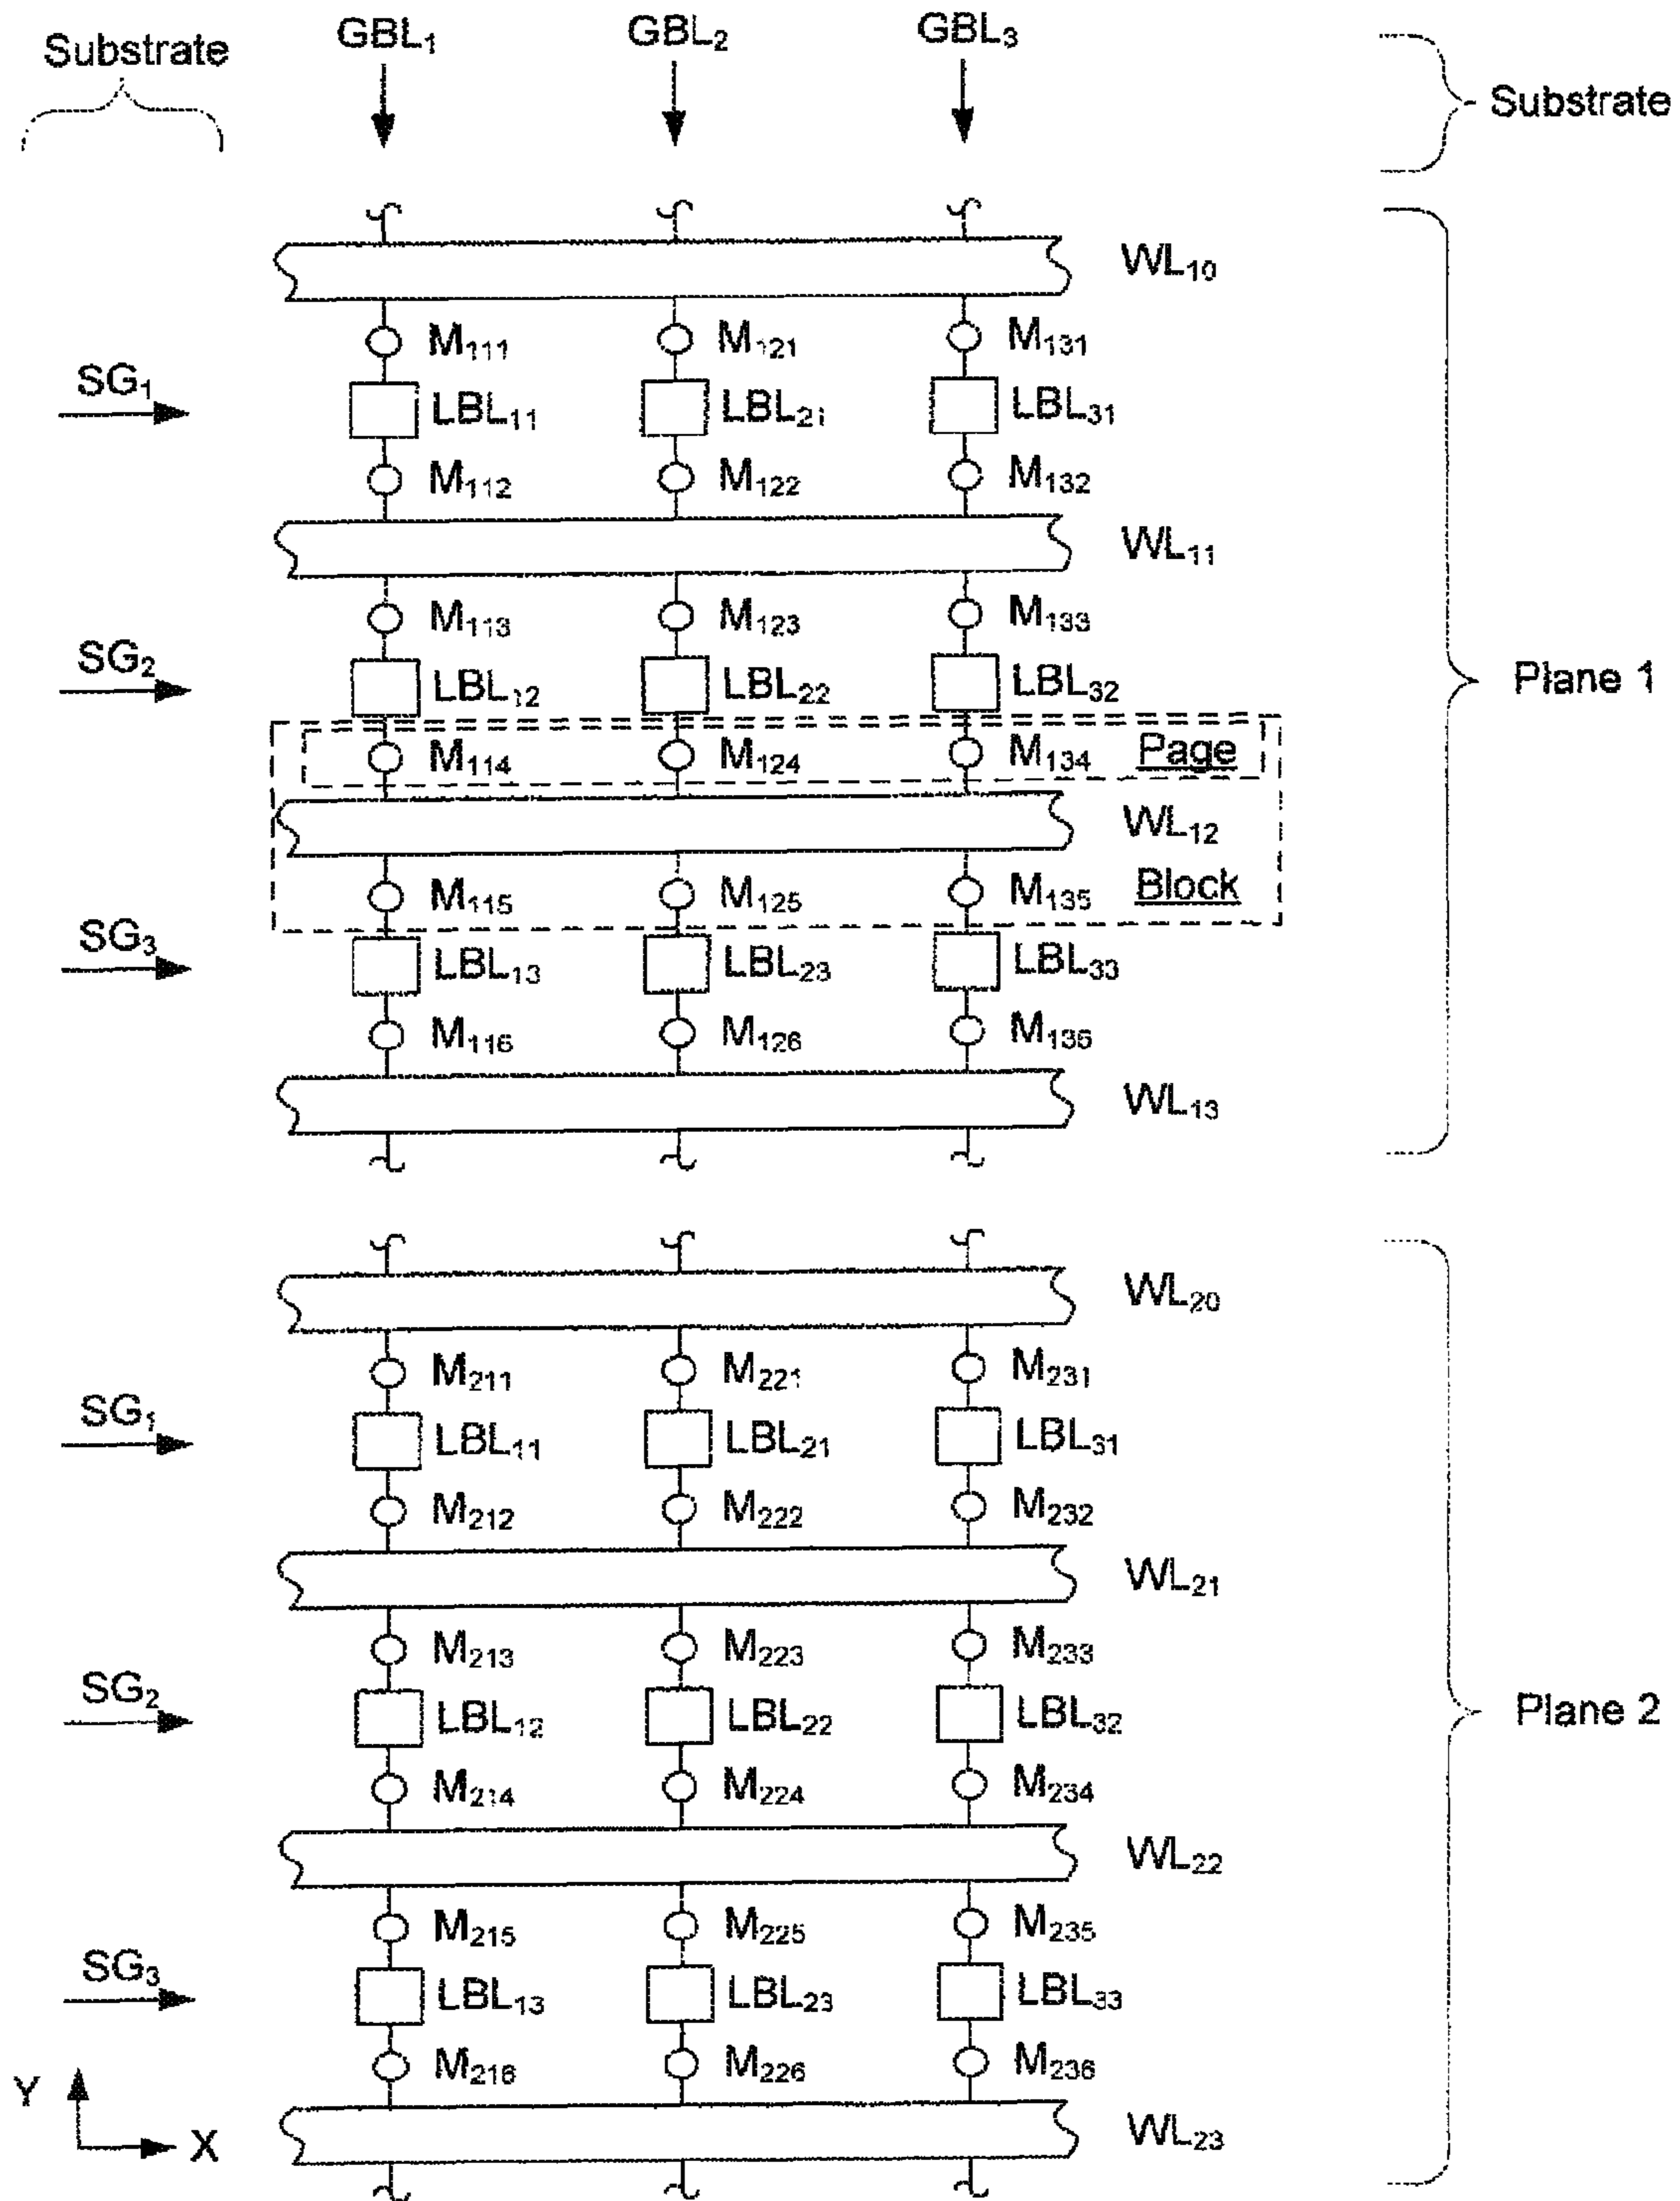 Substrate GBL₁ GBL₂ GBL₃ Substrate
WL₁₀
M₁₁₁ M₁₂₁ M₁₃₁
SG₁ LBL₁₁ LBL₂₁ LBL₃₁
M₁₁₂ M₁₂₂ M₁₃₂
WL₁₁
M₁₁₃ M₁₂₃ M₁₃₃
SG₂ LBL₁₂ LBL₂₂ LBL₃₂ Plane 1
M₁₁₄ M₁₂₄ M₁₃₄ Page
WL₁₂
M₁₁₅ M₁₂₅ M₁₃₅ Block
SG₃ LBL₁₃ LBL₂₃ LBL₃₃
M₁₁₆ M₁₂₆ M₁₃₆
WL₁₃
WL₂₀
M₂₁₁ M₂₂₁ M₂₃₁
SG₁ LBL₁₁ LBL₂₁ LBL₃₁
M₂₁₂ M₂₂₂ M₂₃₂
WL₂₁
M₂₁₃ M₂₂₃ M₂₃₃
SG₂ LBL₁₂ LBL₂₂ LBL₃₂ Plane 2
M₂₁₄ M₂₂₄ M₂₃₄
WL₂₂
M₂₁₅ M₂₂₅ M₂₃₅
SG₃ LBL₁₃ LBL₂₃ LBL₃₃
M₂₁₆ M₂₂₆ M₂₃₆
Y
X WL₂₃